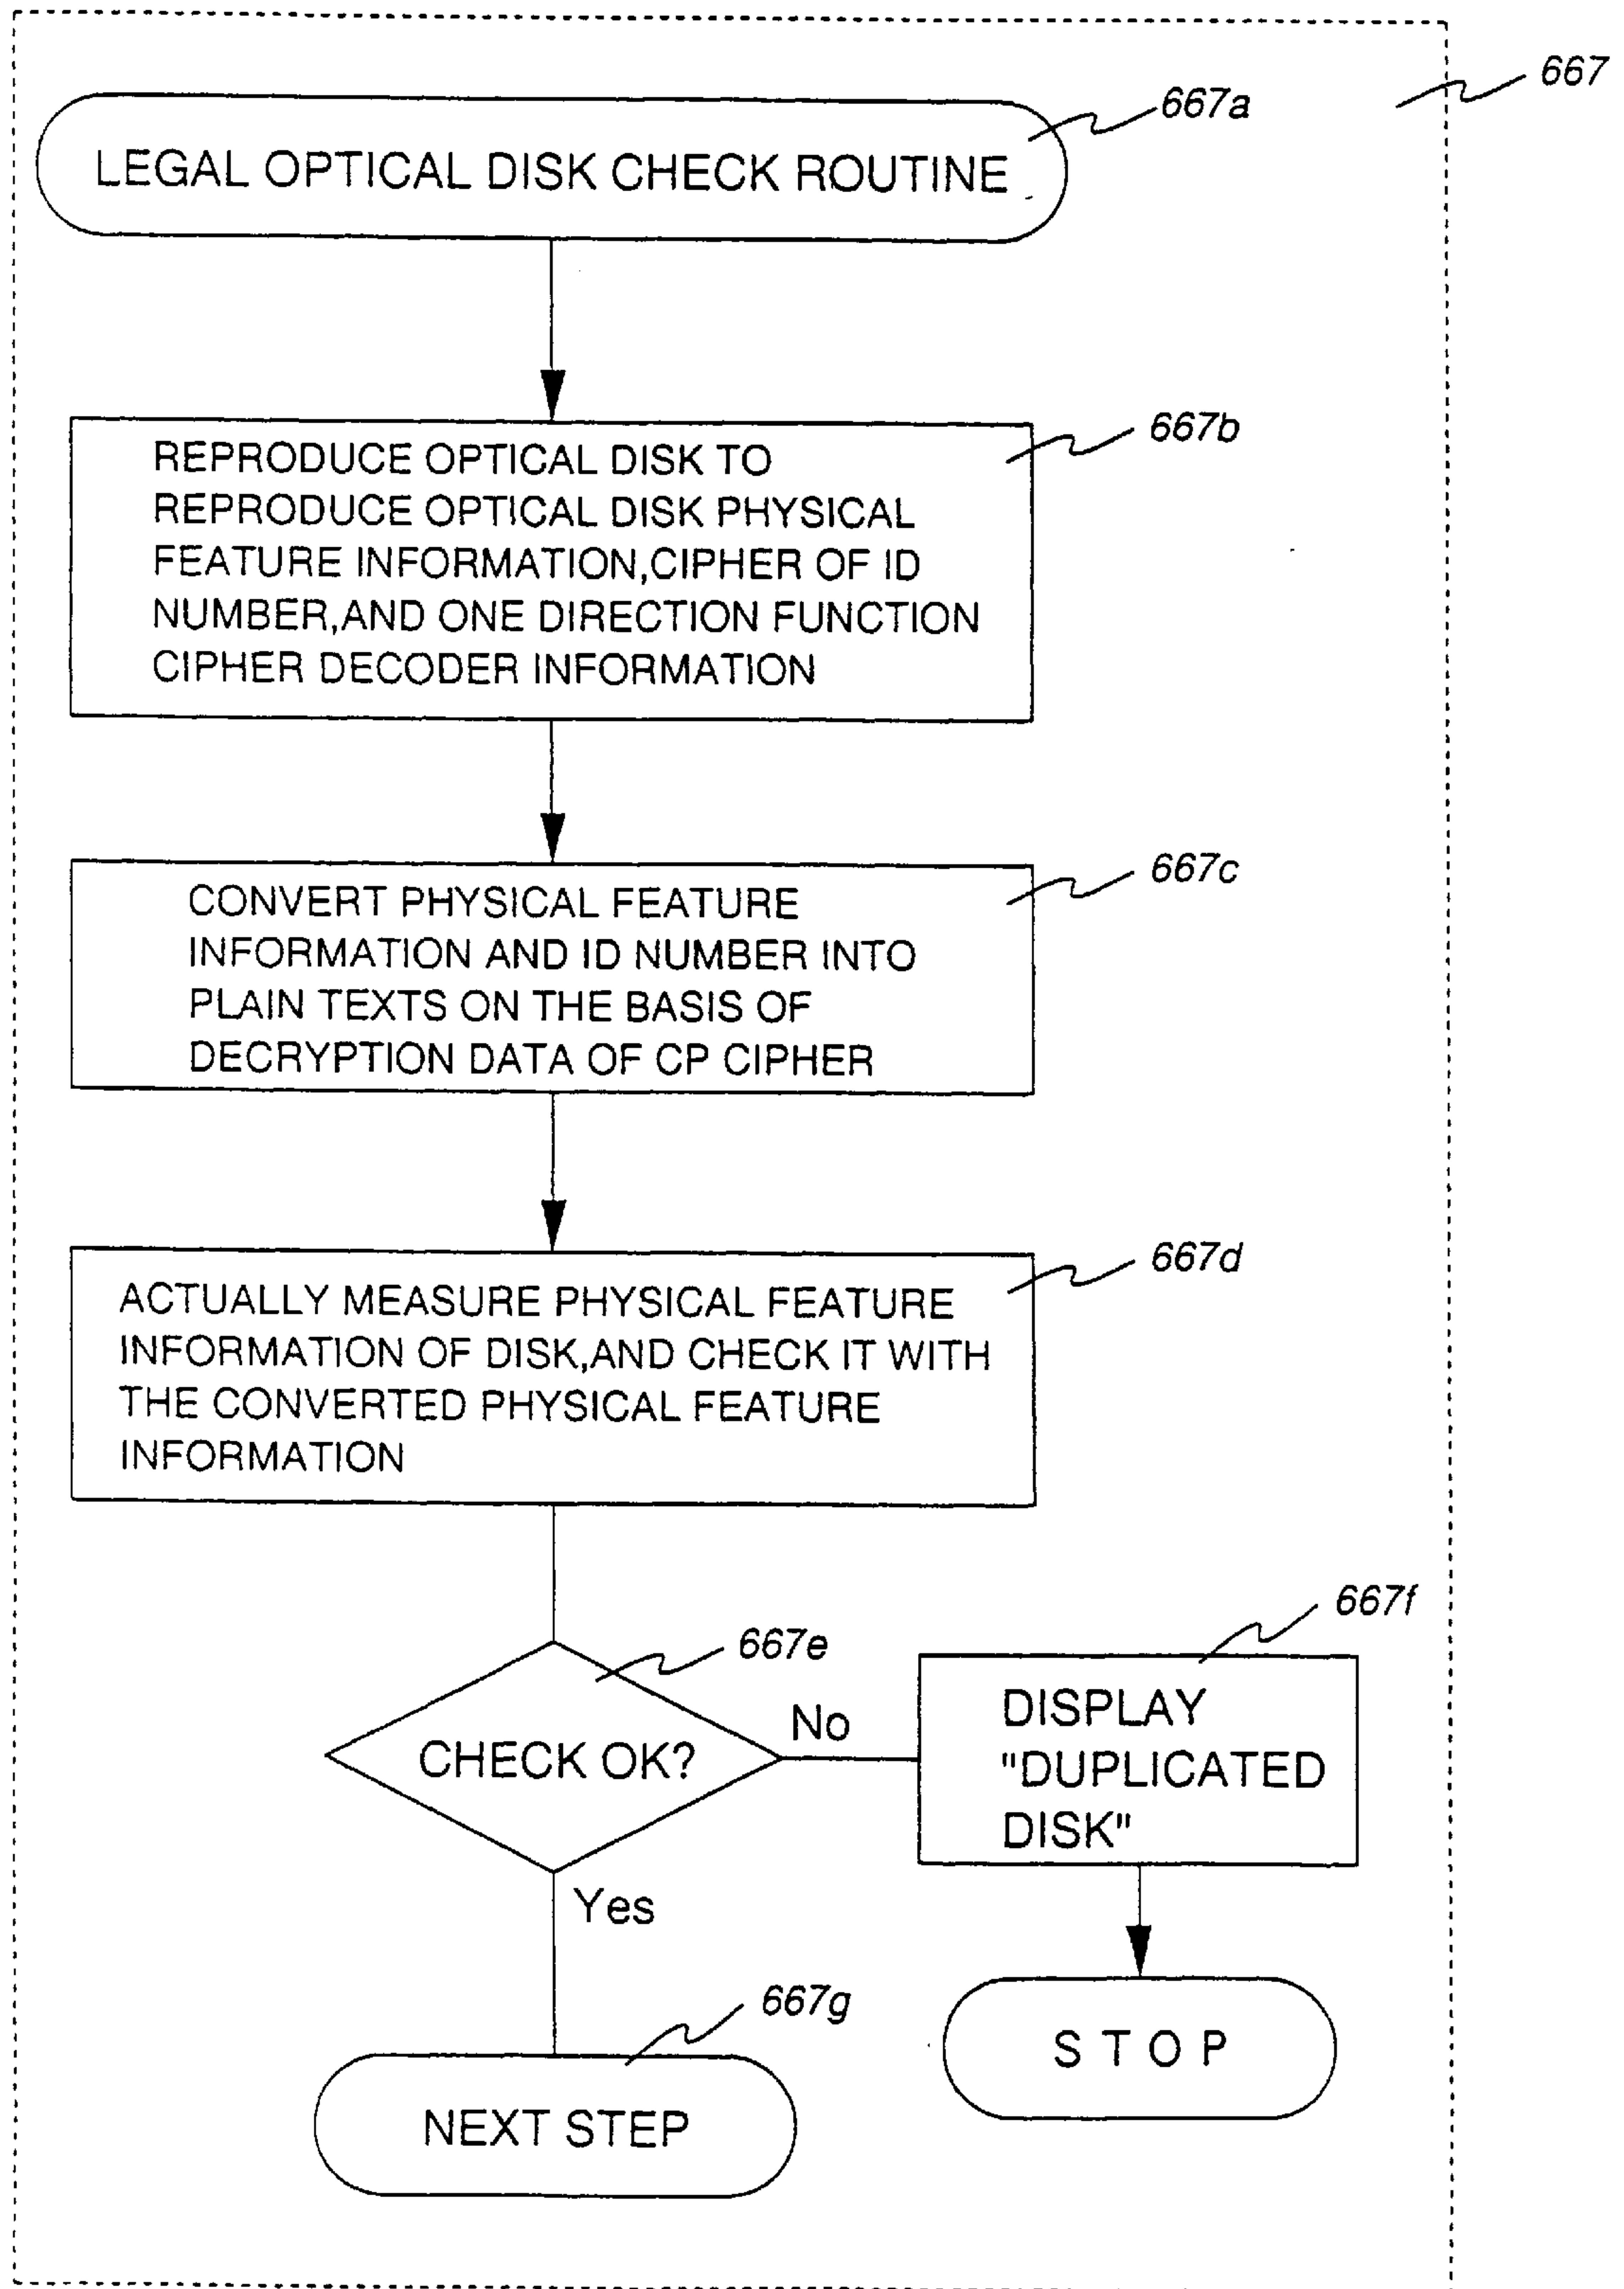 667
667a
LEGAL OPTICAL DISK CHECK ROUTINE
667b
REPRODUCE OPTICAL DISK TO
REPRODUCE OPTICAL DISK PHYSICAL
FEATURE INFORMATION,CIPHER OF ID
NUMBER,AND ONE DIRECTION FUNCTION
CIPHER DECODER INFORMATION
667c
CONVERT PHYSICAL FEATURE
INFORMATION AND ID NUMBER INTO
PLAIN TEXTS ON THE BASIS OF
DECRYPTION DATA OF CP CIPHER
667d
ACTUALLY MEASURE PHYSICAL FEATURE
INFORMATION OF DISK,AND CHECK IT WITH
THE CONVERTED PHYSICAL FEATURE
INFORMATION
667e
CHECK OK?
No
667f
DISPLAY
"DUPLICATED
DISK"
Yes
667g
NEXT STEP
STOP